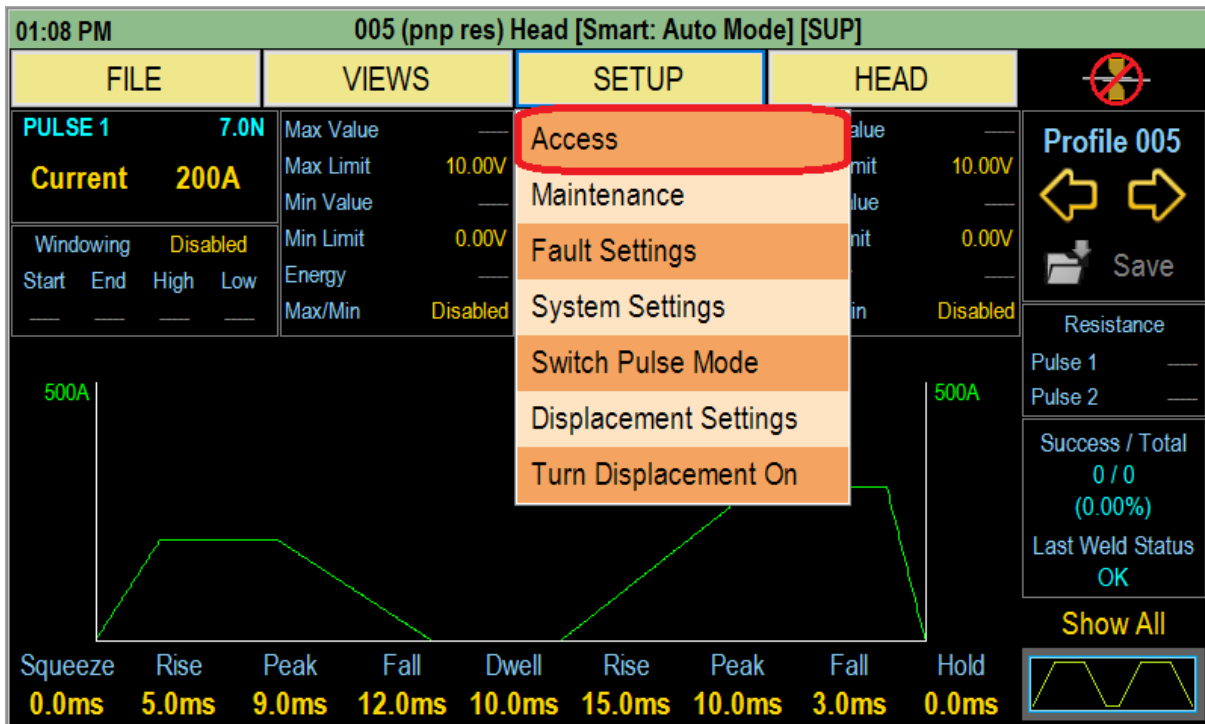 01:08 PM 005 (pnp res) Head [Smart: Auto Mode] [SUP]
FILE VIEWS SETUP HEAD
PULSE 1 7.0N
Current 200A
Windowing Disabled
Start End High Low
Max Value
Max Limit 10.00V
Min Value
Min Limit 0.00V
Energy
Max/Min Disabled
Access
Maintenance
Fault Settings
System Settings
Switch Pulse Mode
Displacement Settings
Turn Displacement On
10.00V
0.00V
Disabled
Profile 005
Save
Resistance
Pulse 1
Pulse 2
Success / Total
0 / 0
(0.00%)
Last Weld Status
OK
Show All
500A 500A
Squeeze Rise Peak Fall Dwell Rise Peak Fall Hold
0.0ms 5.0ms 9.0ms 12.0ms 10.0ms 15.0ms 10.0ms 3.0ms 0.0ms